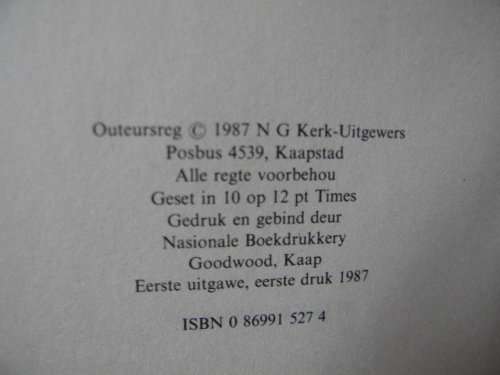 Outeursreg © 1987 N G Kerk-Uitgewers
Posbus 4539, Kaapstad
Alle regte voorbehou
Geset in 10 op 12 pt Times
Gedruk en gebind deur
Nasionale Boekdrukkery
Goodwood, Kaap
Eerste uitgawe, eerste druk 1987
ISBN 0 86991 527 4